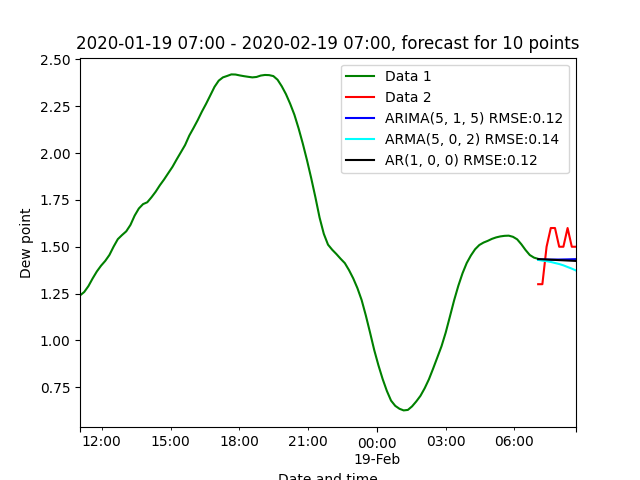 2020-01-19 07:00 - 2020-02-19 07:00, forecast for 10 points
Data 1
Data 2
ARIMA(5, 1, 5) RMSE:0.12
ARMA(5, 0, 2) RMSE:0.14
AR(1, 0, 0) RMSE:0.12
Dew point
2.50
2.25
2.00
1.75
1.50
1.25
1.00
0.75
12:00 15:00 18:00 21:00 00:00 03:00 06:00
19-Feb
Date and time